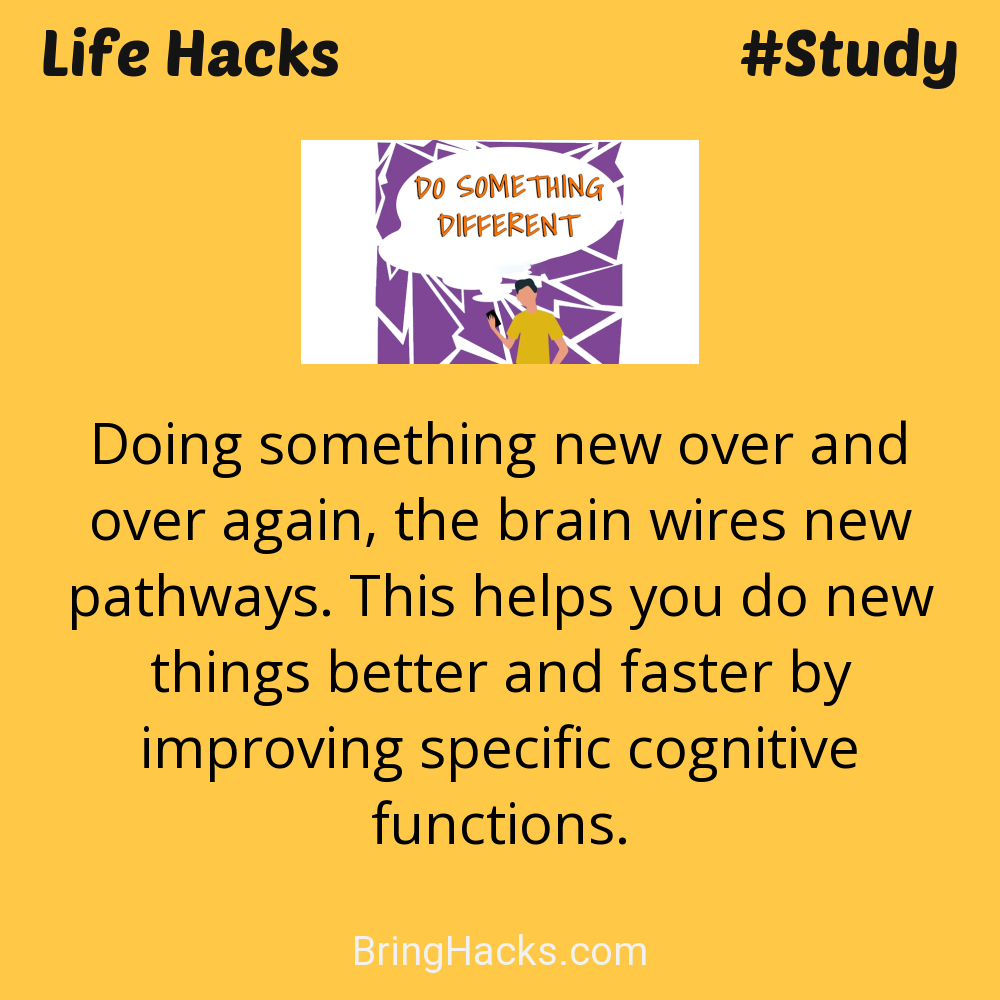 Life Hacks #Study
DO SOMETHING
DIFFERENT
Doing something new over and
over again, the brain wires new
pathways. This helps you do new
things better and faster by
improving specific cognitive
functions.
BringHacks.com